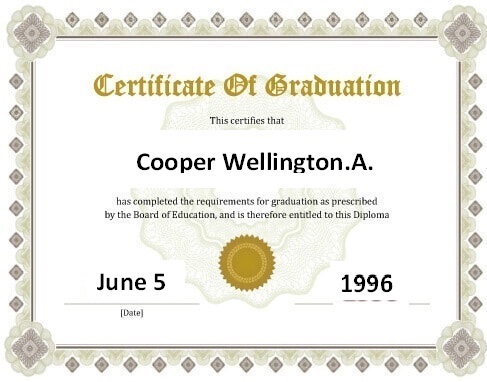 Certificate Of Graduation
This certifies that
Cooper Wellington.A.
has completed the requirements for graduation as prescribed
by the Board of Education, and is therefore entitled to this Diploma
June 5
1996
[Date]